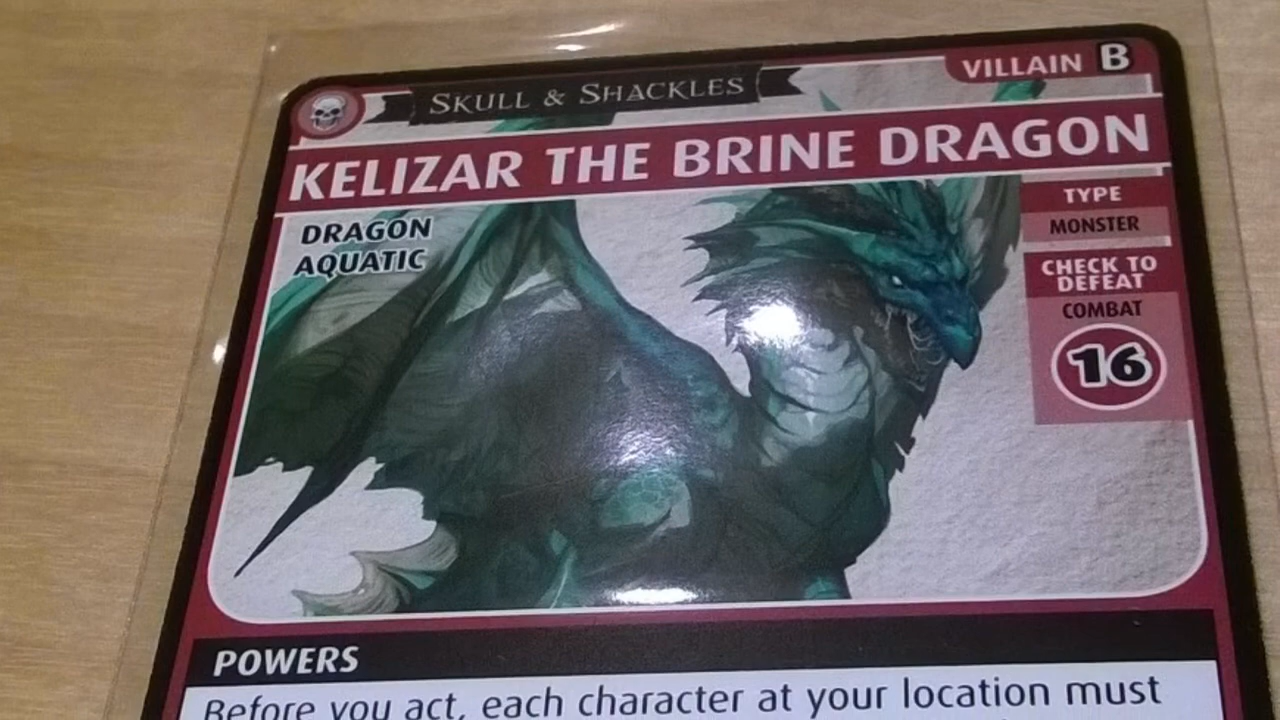 SKULL & SHACKLES
VILLAIN B
KELIZAR THE BRINE DRAGON
DRAGON
AQUATIC
TYPE
MONSTER
CHECK TO
DEFEAT
COMBAT
16
POWERS
Before you act, each character at your location must